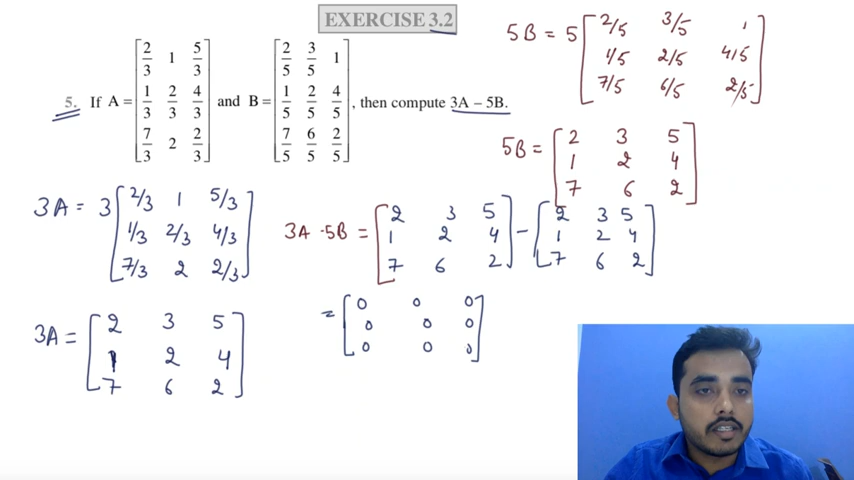 EXERCISE 3.2
5. If A = [2/3 1 5/3; 1/3 2/3 4/3; 7/3 2 2/3] and B = [2/5 3/5 1; 1/5 2/5 4/5; 7/5 6/5 2/5], then compute 3A – 5B.
5B = 5 [2/5 3/5 1
1/5 2/5 4/5
7/5 6/5 2/5]
5B = [2 3 5
1 2 4
7 6 2]
3A = 3 [2/3 1 5/3
1/3 2/3 4/3
7/3 2 2/3]
3A = [2 3 5
1 2 4
7 6 2]
3A - 5B = [2 3 5 ] - [2 3 5
1 2 4 1 2 4
7 6 2 7 6 2]
= [0 0 0
0 0 0
0 0 0]